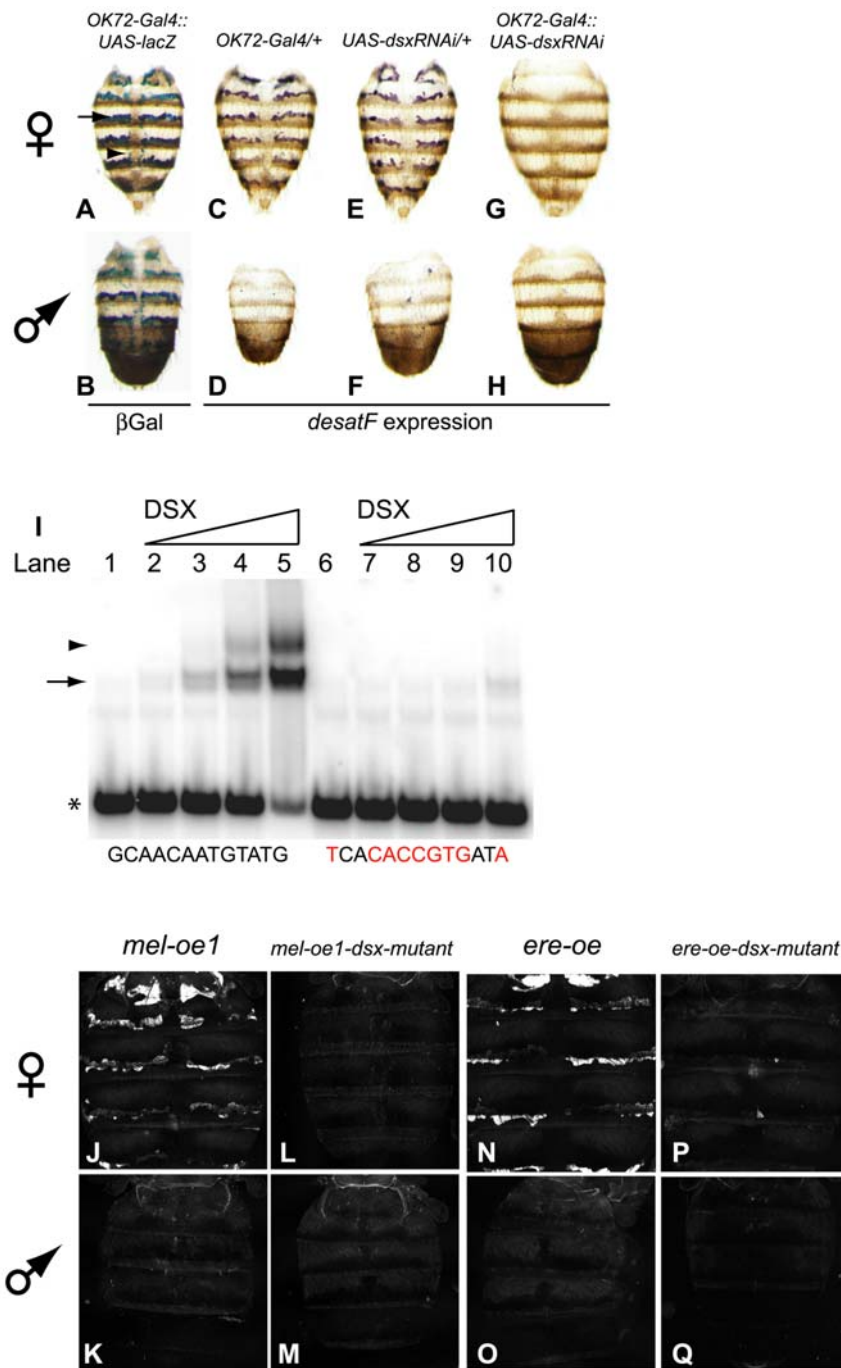 OK72-Gal4::
UAS-lacZ
OK72-Gal4/+
UAS-dsxRNAi/+
OK72-Gal4::
UAS-dsxRNAi
♀
A C E G
♂
B D F H
βGal
desatF expression
I
DSX DSX
Lane 1 2 3 4 5 6 7 8 9 10
*
GCAACAATGTATG TCACACCGTGATA
mel-oe1 mel-oe1-dsx-mutant ere-oe ere-oe-dsx-mutant
♀
J L N P
♂
K M O Q